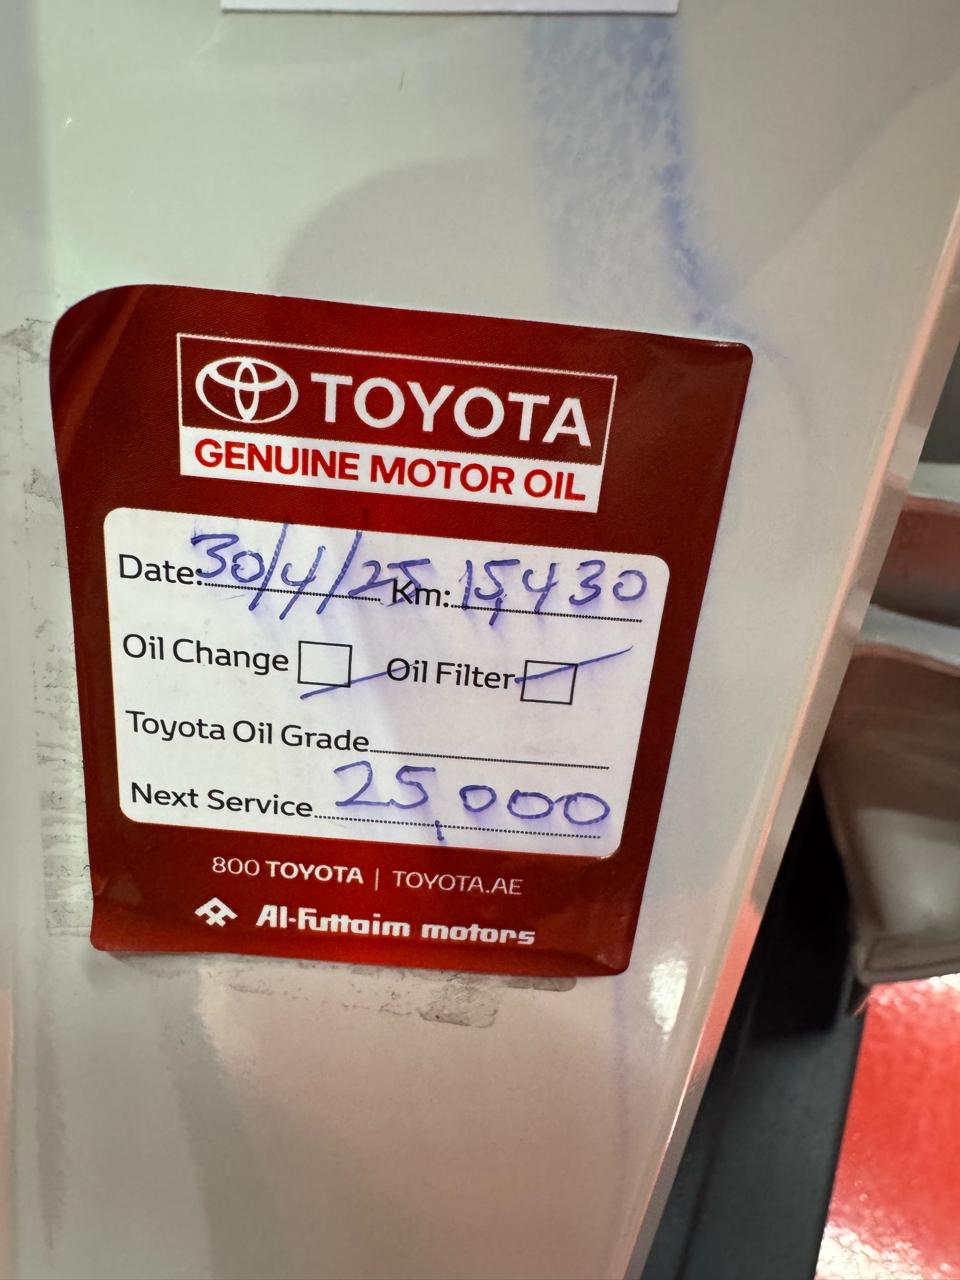 TOYOTA
GENUINE MOTOR OIL
Date: 30/4/25 Km: 15,430
Oil Change Oil Filter
Toyota Oil Grade
Next Service 25,000
800 TOYOTA | TOYOTA.AE
Al-Futtaim motors